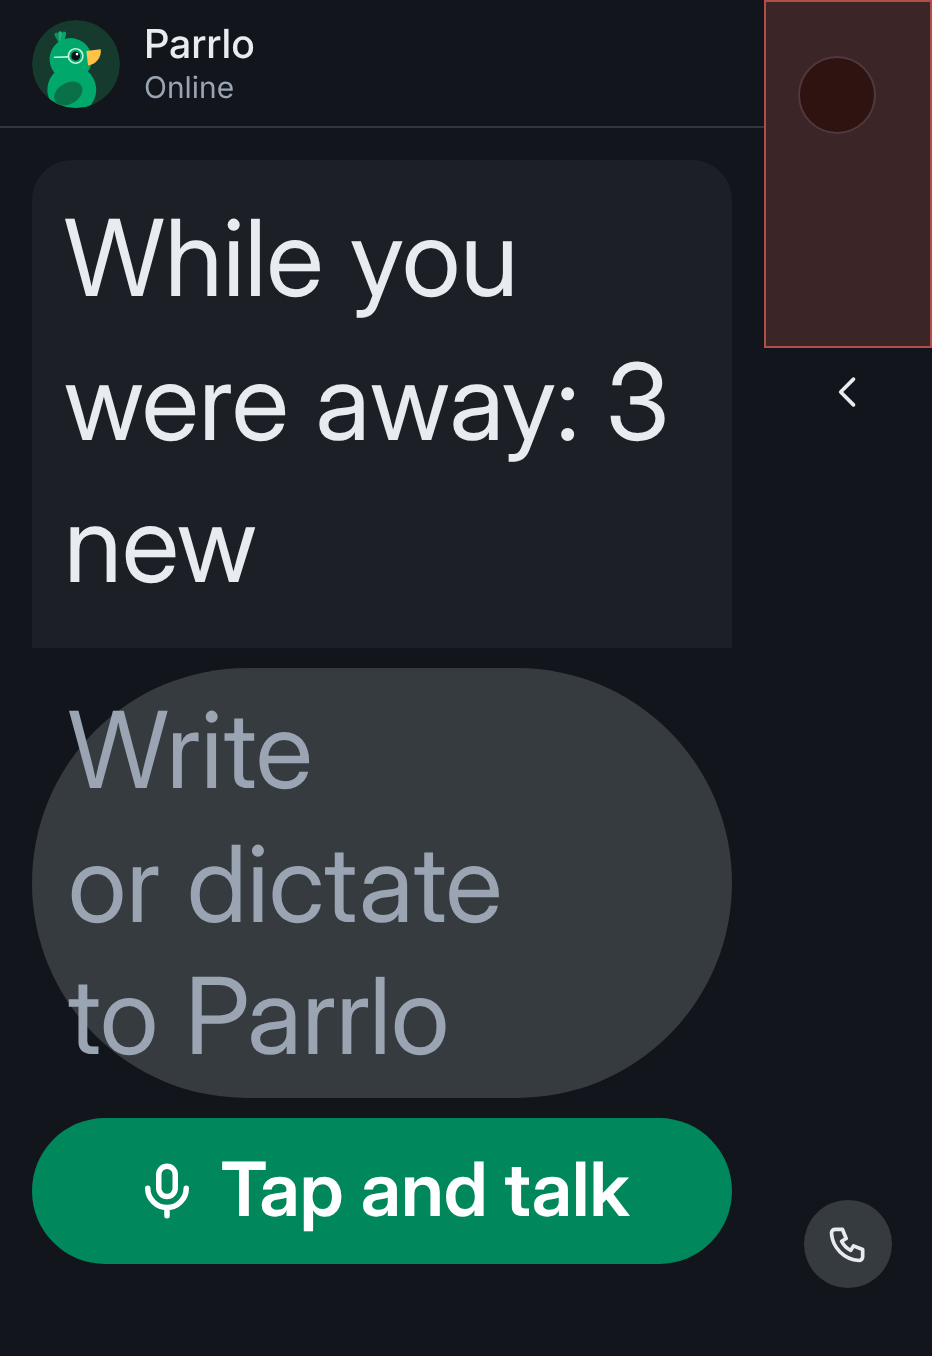 Parrlo
Online
While you
were away: 3
new
Write
or dictate
to Parrlo
Tap and talk